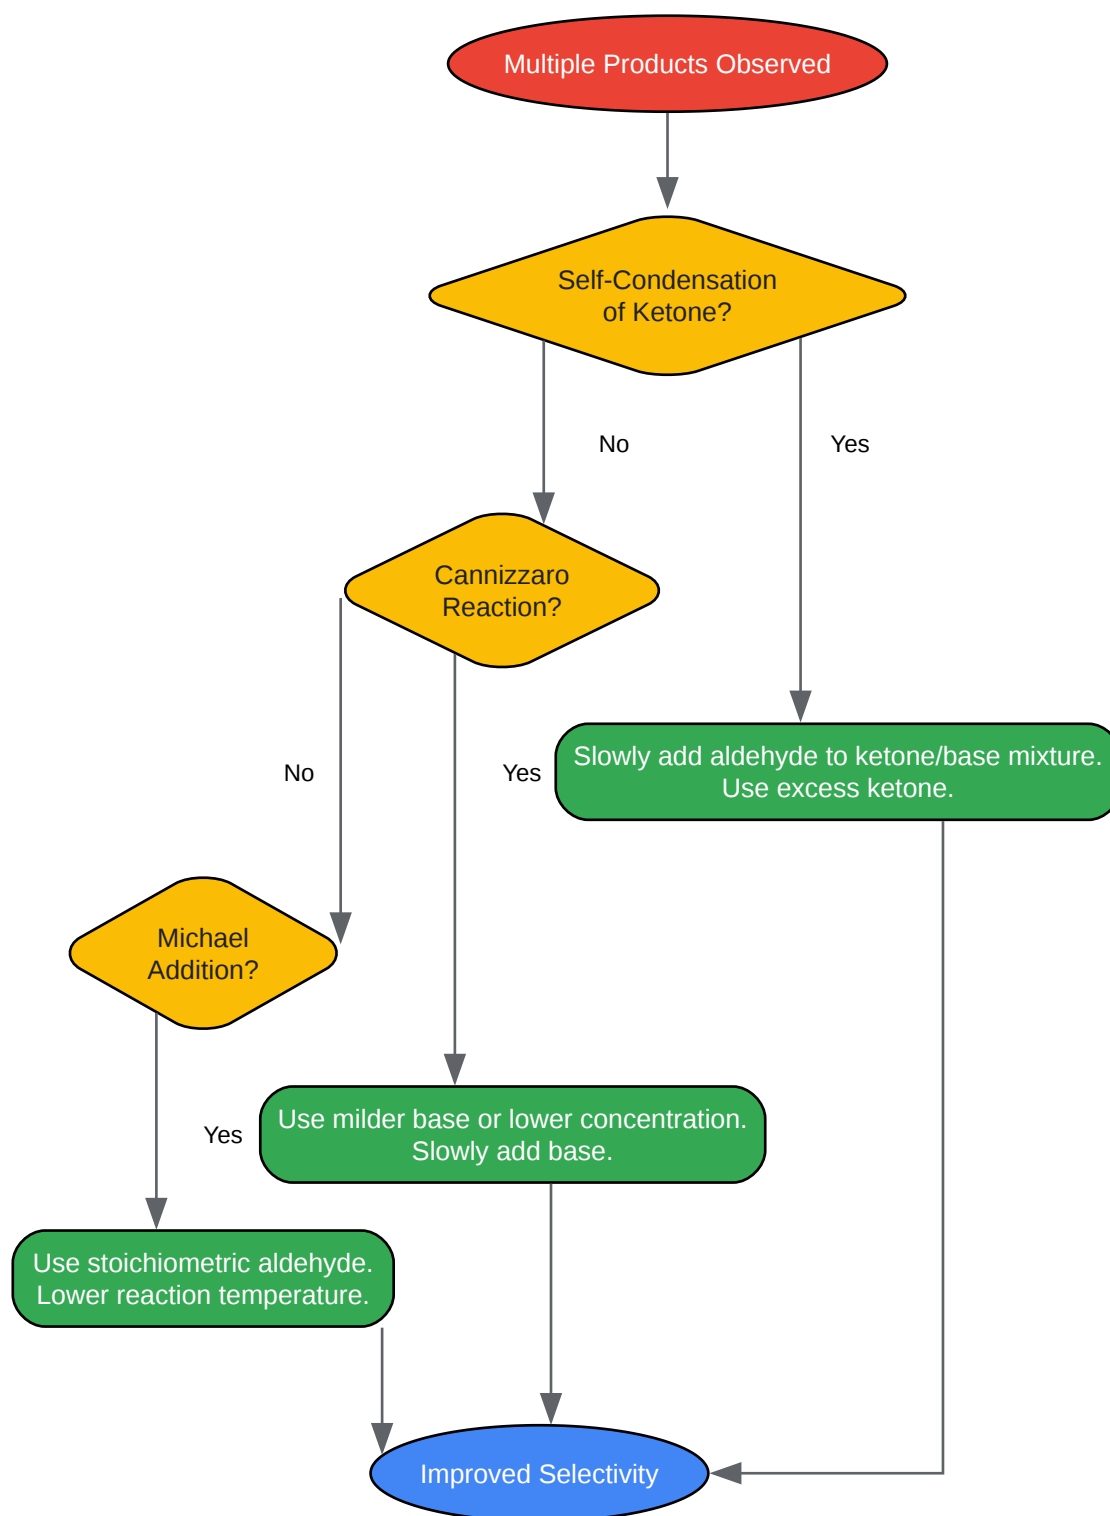 Multiple Products Observed
Self-Condensation
of Ketone?
No
Yes
Cannizzaro
Reaction?
Slowly add aldehyde to ketone/base mixture.
Use excess ketone.
No
Yes
Michael
Addition?
Use milder base or lower concentration.
Slowly add base.
Yes
Use stoichiometric aldehyde.
Lower reaction temperature.
Improved Selectivity